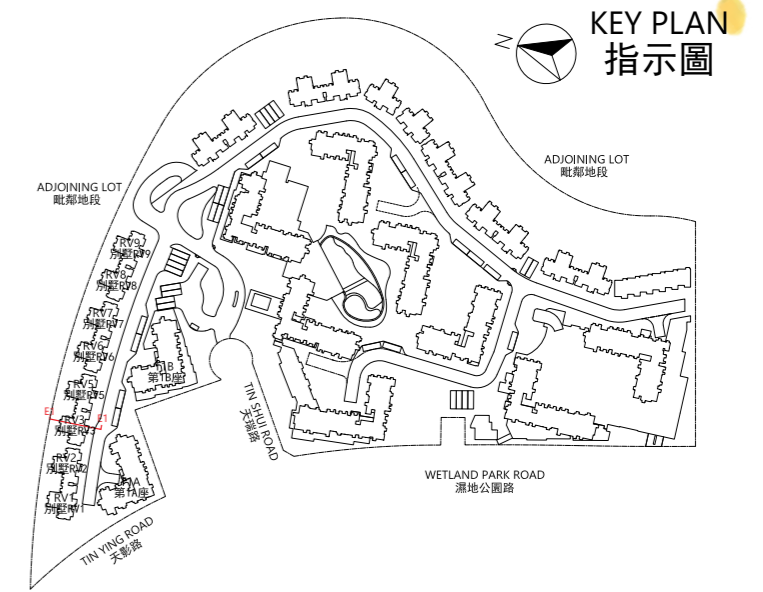 KEY PLAN
指示圖
N
ADJOINING LOT
毗鄰地段
ADJOINING LOT
毗鄰地段
RV9
別墅RV9
RV8
別墅RV8
RV7
別墅RV7
RV6
別墅RV6
RV5
別墅RV5
E1
E1
RV3
別墅RV3
RV2
別墅RV2
RV1
別墅RV1
T1B
第1B座
T1A
第1A座
TIN SHUI ROAD
天瑞路
WETLAND PARK ROAD
濕地公園路
TIN YING ROAD
天影路